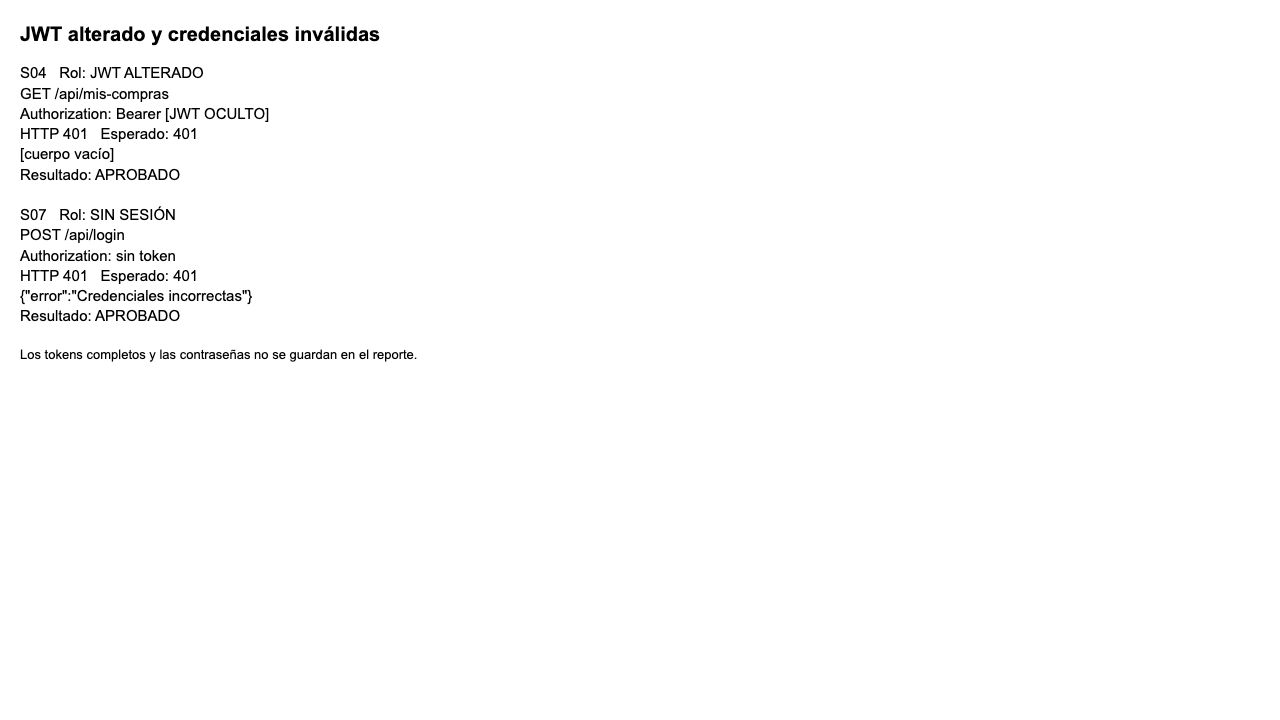 JWT alterado y credenciales inválidas
S04   Rol: JWT ALTERADO
GET /api/mis-compras
Authorization: Bearer [JWT OCULTO]
HTTP 401   Esperado: 401
[cuerpo vacío]
Resultado: APROBADO
S07   Rol: SIN SESIÓN
POST /api/login
Authorization: sin token
HTTP 401   Esperado: 401
{"error":"Credenciales incorrectas"}
Resultado: APROBADO
Los tokens completos y las contraseñas no se guardan en el reporte.